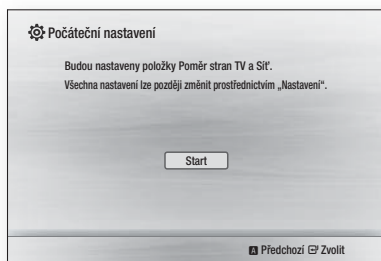 Počáteční nastavení
Budou nastaveny položky Poměr stran TV a Síť.
Všechna nastavení lze později změnit prostřednictvím „Nastavení“.
Start
A Předchozí Zvolit